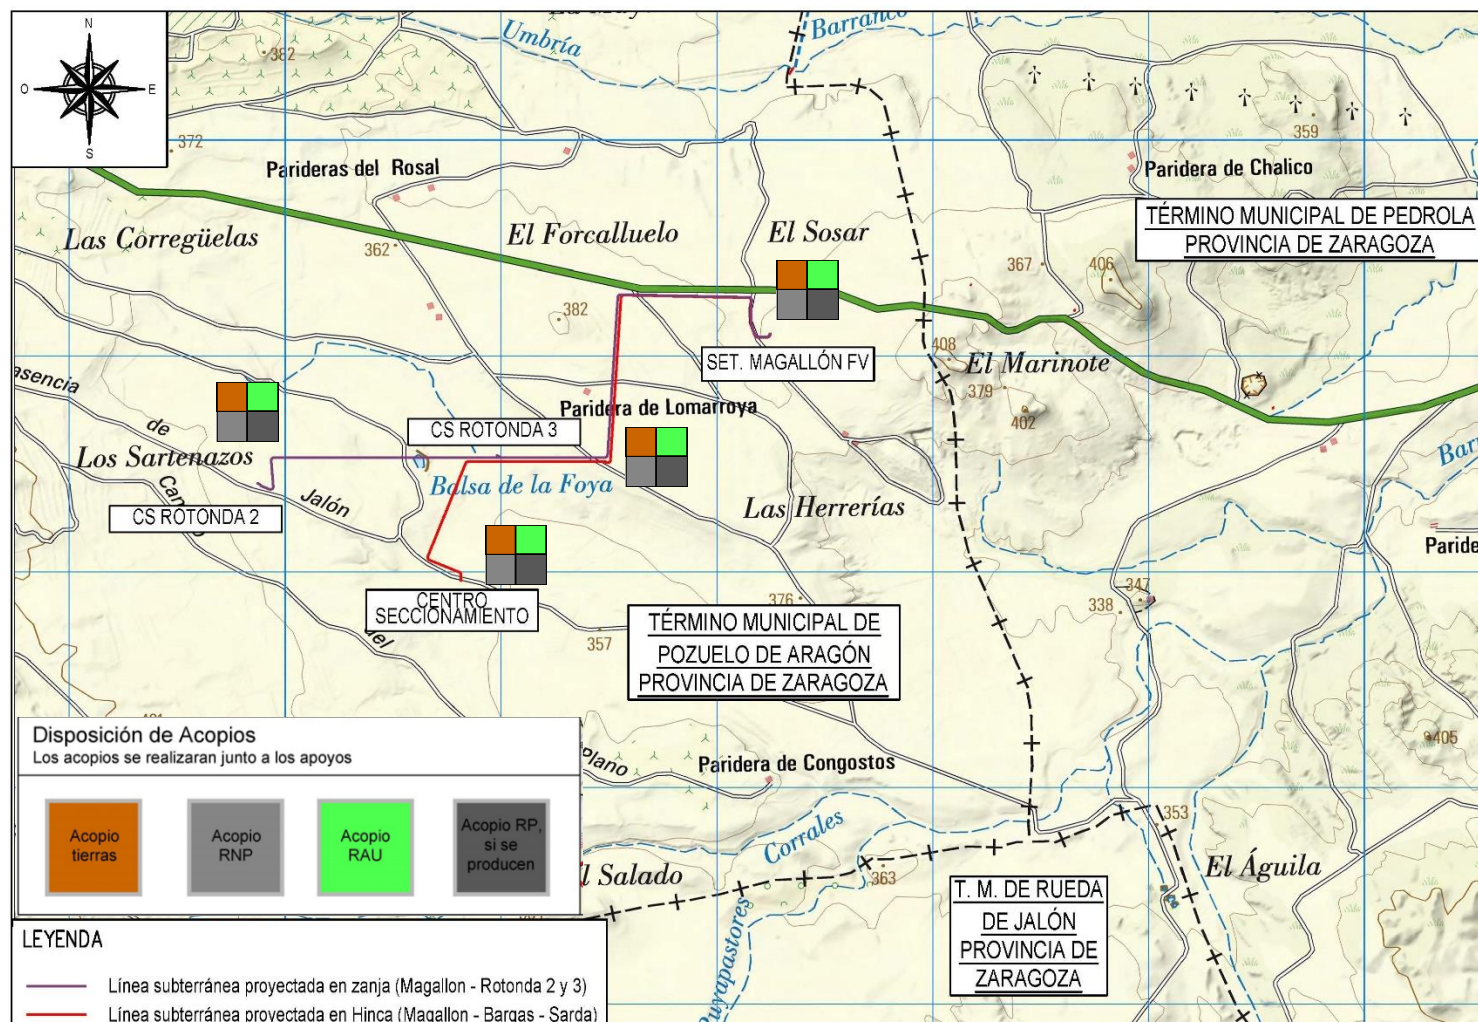 N
O
E
S
Umbría
Barranco
382
372
359
Parideras del Rosal
Paridera de Chalico
Las Corregüelas
El Forcalluelo
El Sosar
TÉRMINO MUNICIPAL DE PEDROLA
PROVINCIA DE ZARAGOZA
362
367
406
382
408
SET. MAGALLÓN FV
El Marinote
379
402
asencia
de
Paridera de Lomarroya
CS ROTONDA 3
Los Sartenazos
Balsa de la Foya
Jalón
Las Herrerías
CS ROTONDA 2
Paride
347
338
CENTRO
SECCIONAMIENTO
376
357
TÉRMINO MUNICIPAL DE
POZUELO DE ARAGÓN
PROVINCIA DE ZARAGOZA
Disposición de Acopios
Los acopios se realizaran junto a los apoyos
Plano
Paridera de Congostos
405
Acopio
tierras
Acopio
RNP
Acopio
RAU
Acopio RP,
si se
producen
Corrales
353
l Salado
363
El Águila
T. M. DE RUEDA
DE JALÓN
PROVINCIA DE
ZARAGOZA
uyapastores
LEYENDA
Línea subterránea proyectada en zanja (Magallon - Rotonda 2 y 3)
Línea subterránea proyectada en Hinca (Magallon - Bargas - Sarda)